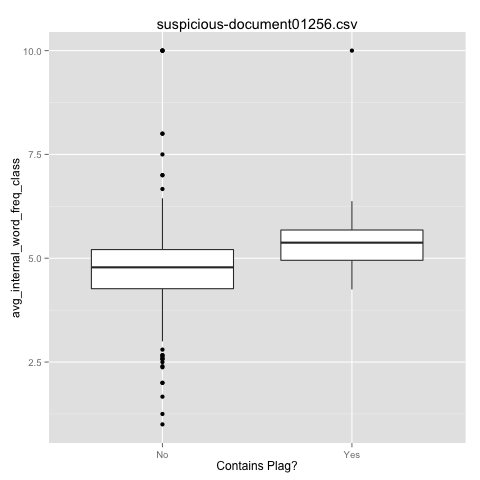 suspicious-document01256.csv
avg_internal_word_freq_class
10.0
7.5
5.0
2.5
No
Yes
Contains Plag?